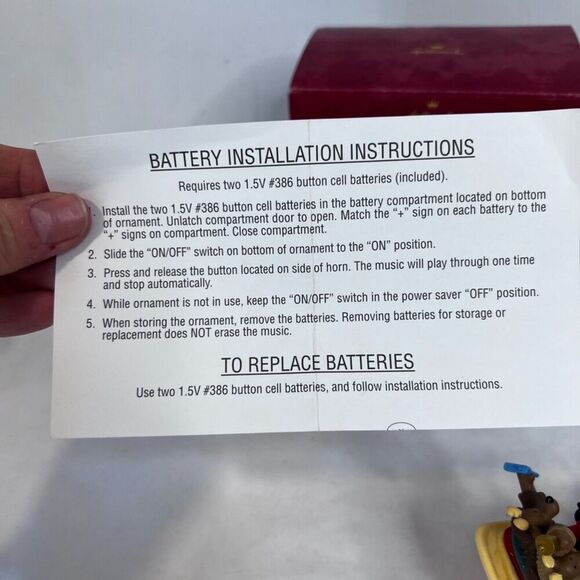 BATTERY INSTALLATION INSTRUCTIONS
Requires two 1.5V #386 button cell batteries (included).
Install the two 1.5V #386 button cell batteries in the battery compartment located on bottom
of ornament. Unlatch compartment door to open. Match the "+" sign on each battery to the
"+" signs on compartment. Close compartment.
2. Slide the "ON/OFF" switch on bottom of ornament to the "ON" position.
3. Press and release the button located on side of horn. The music will play through one time
and stop automatically.
4. While ornament is not in use, keep the "ON/OFF" switch in the power saver "OFF" position.
5. When storing the ornament, remove the batteries. Removing batteries for storage or
replacement does NOT erase the music.
TO REPLACE BATTERIES
Use two 1.5V #386 button cell batteries, and follow installation instructions.